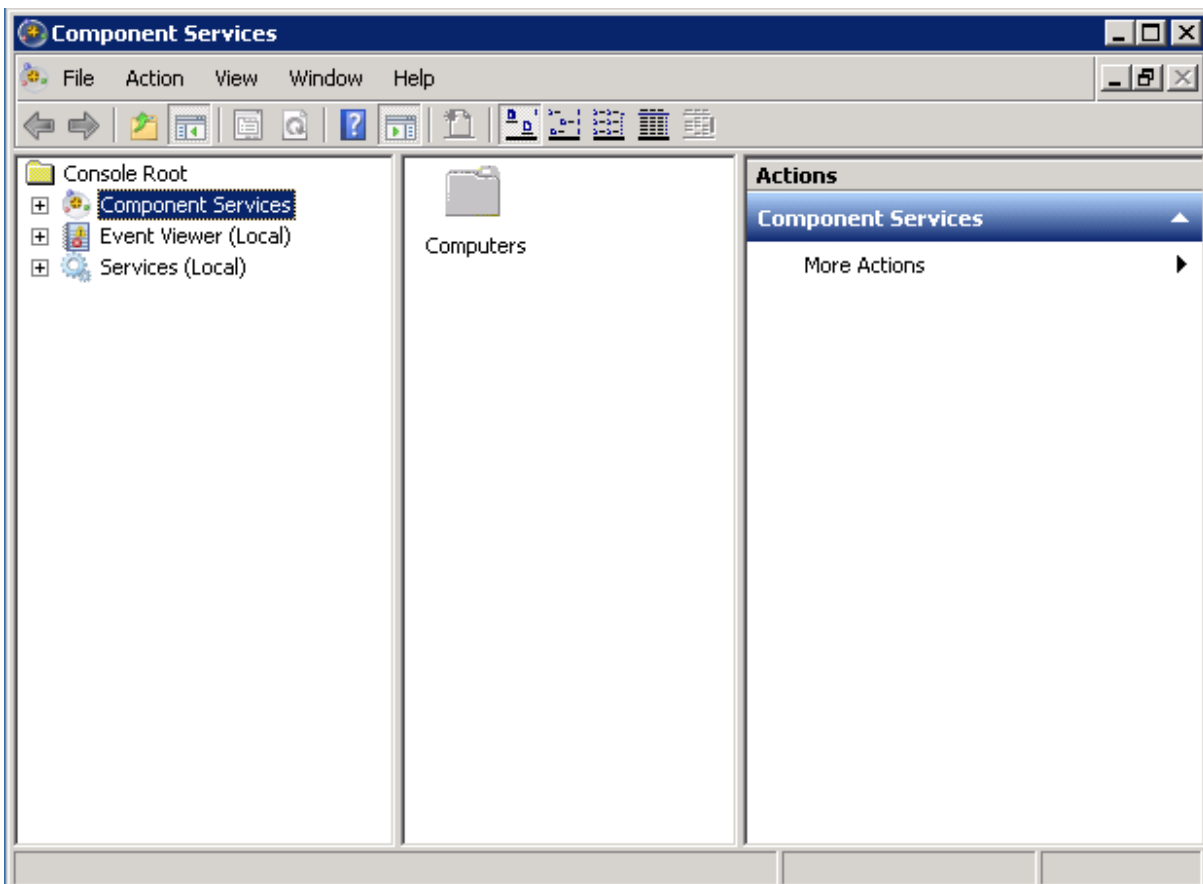 Component Services
File Action View Window Help
Console Root
Component Services
Event Viewer (Local)
Services (Local)
Computers
Actions
Component Services
More Actions